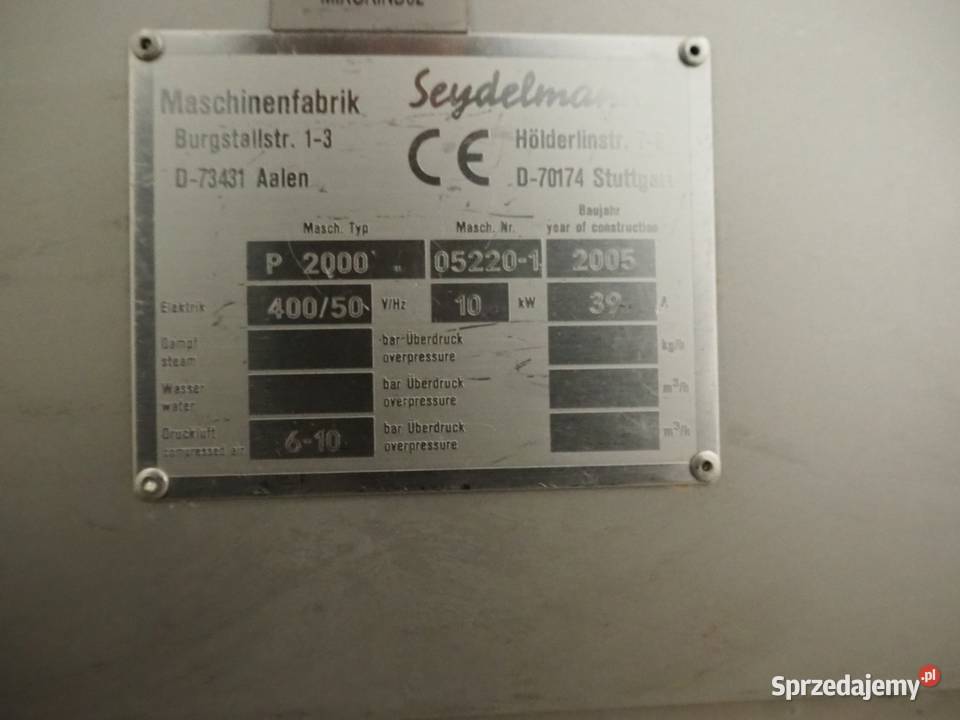 Maschinenfabrik Seydelmann
Burgstallstr. 1-3 CE Hölderlinstr.
D-73431 Aalen D-70174 Stuttgart
Baujahr
Masch. Typ Masch. Nr. year of construction
P 2000 05220-1 2005
Elektrik 400/50 V/Hz 10 kW 39 A
Dampf bar Überdruck kg/h
steam overpressure
Wasser bar Überdruck m³/h
water overpressure
Druckluft 6-10 bar Überdruck m³/h
compressed air overpressure
Sprzedajemy.pl